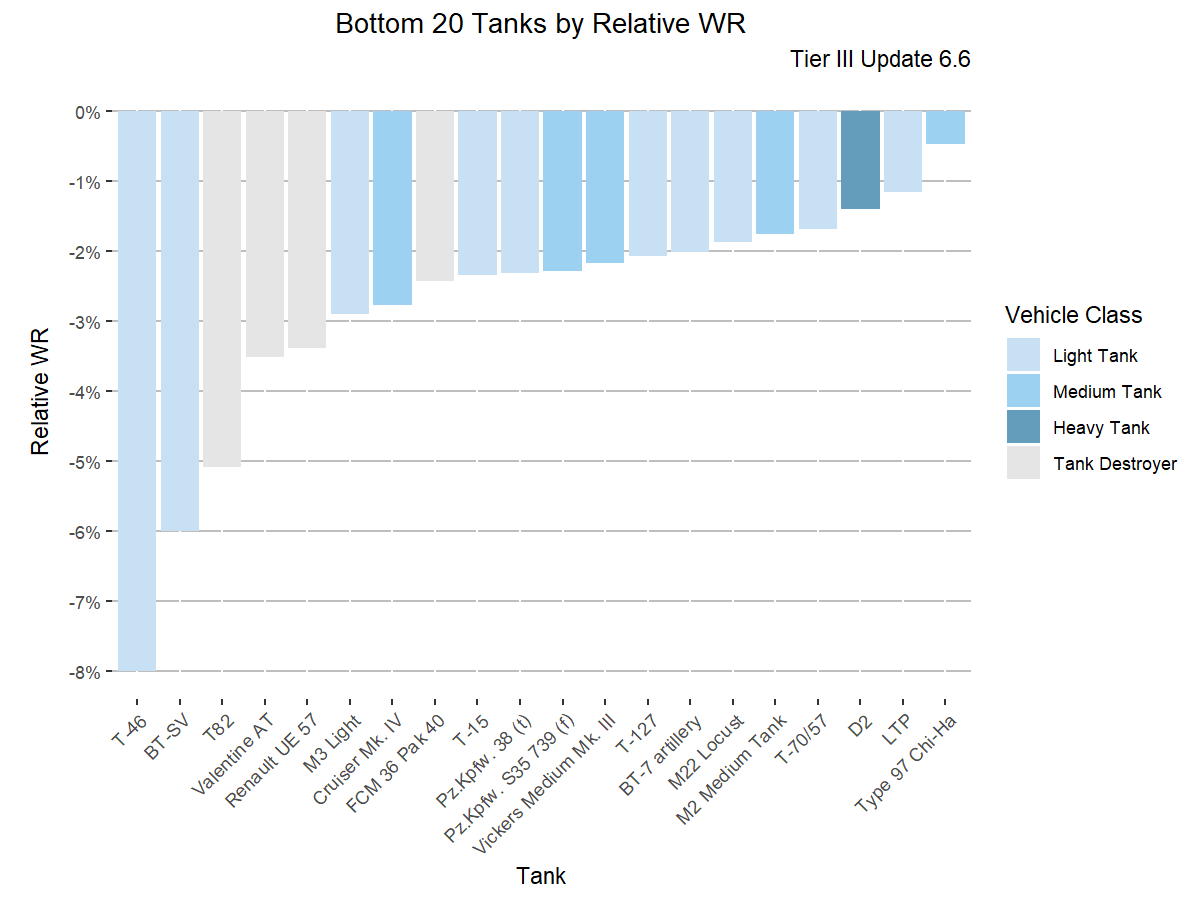 Bottom 20 Tanks by Relative WR
Tier III Update 6.6
0%
-1%
-2%
-3%
-4%
-5%
-6%
-7%
-8%
Relative WR
T-46
BT-SV
T82
Valentine AT
Renault UE 57
M3 Light
Cruiser Mk. IV
FCM 36 Pak 40
T-15
Pz.Kpfw. 38 (t)
Pz.Kpfw. S35 739 (f)
Vickers Medium Mk. III
T-127
BT-7 artillery
M22 Locust
M2 Medium Tank
T-70/57
D2
LTP
Type 97 Chi-Ha
Tank
Vehicle Class
Light Tank
Medium Tank
Heavy Tank
Tank Destroyer